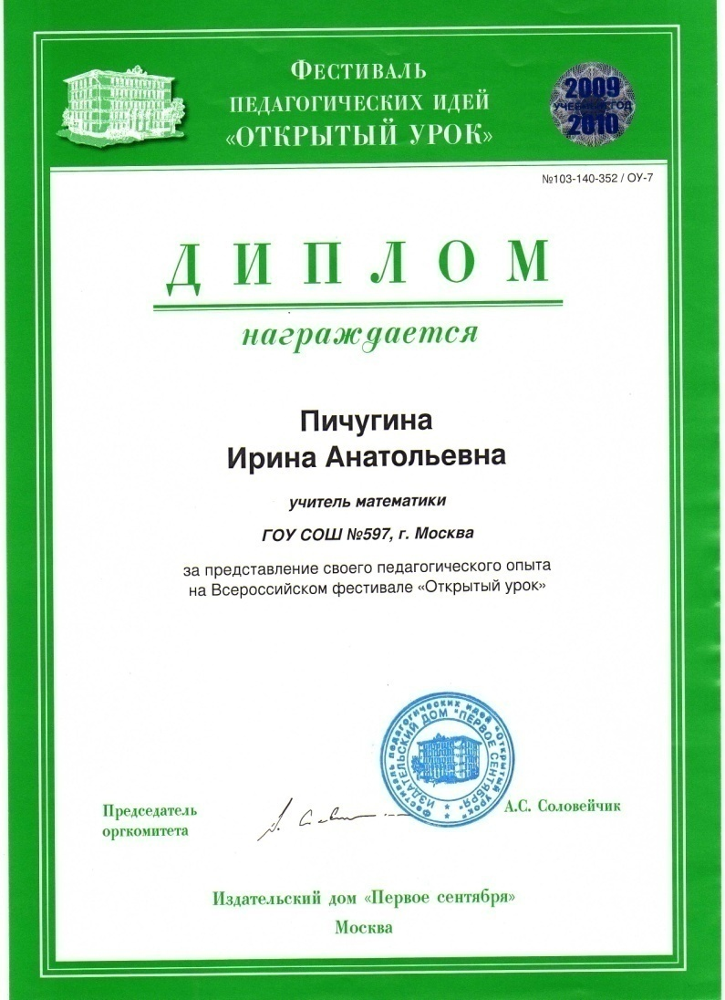 Фестиваль
педагогических идей
«ОТКРЫТЫЙ УРОК»
2009
УЧЕБНЫЙ ГОД
2010
№103-140-352 / ОУ-7
ДИПЛОМ
награждается
Пичугина
Ирина Анатольевна
учитель математики
ГОУ СОШ №597, г. Москва
за представление своего педагогического опыта
на Всероссийском фестивале «Открытый урок»
Фестиваль педагогических идей "Открытый урок"
ИЗДАТЕЛЬСКИЙ ДОМ "ПЕРВОЕ СЕНТЯБРЯ"
Председатель
оргкомитета
А.С. Соловейчик
Издательский дом «Первое сентября»
Москва